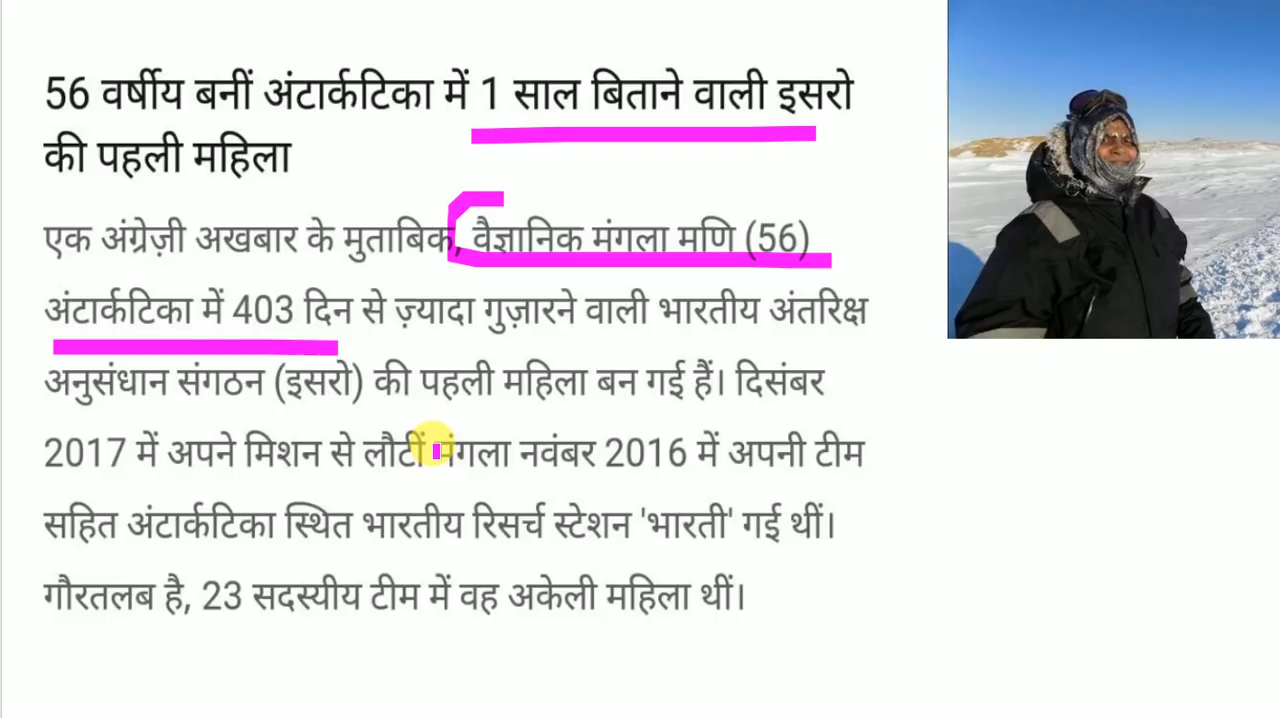 56 वर्षीय बनीं अंटार्कटिका में 1 साल बिताने वाली इसरो
की पहली महिला
एक अंग्रेज़ी अखबार के मुताबिक, वैज्ञानिक मंगला मणि (56)
अंटार्कटिका में 403 दिन से ज़्यादा गुज़ारने वाली भारतीय अंतरिक्ष
अनुसंधान संगठन (इसरो) की पहली महिला बन गई हैं। दिसंबर
2017 में अपने मिशन से लौटीं मंगला नवंबर 2016 में अपनी टीम
सहित अंटार्कटिका स्थित भारतीय रिसर्च स्टेशन 'भारती' गई थीं।
गौरतलब है, 23 सदस्यीय टीम में वह अकेली महिला थीं।